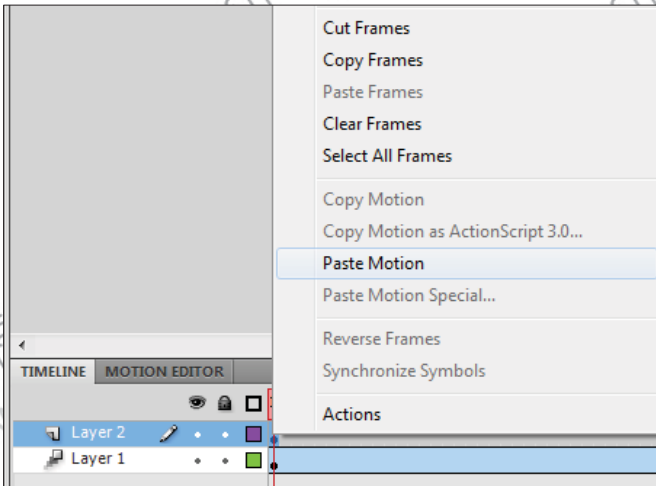 Cut Frames
Copy Frames
Paste Frames
Clear Frames
Select All Frames
Copy Motion
Copy Motion as ActionScript 3.0...
Paste Motion
Paste Motion Special...
Reverse Frames
Synchronize Symbols
Actions
TIMELINE MOTION EDITOR
Layer 2
Layer 1